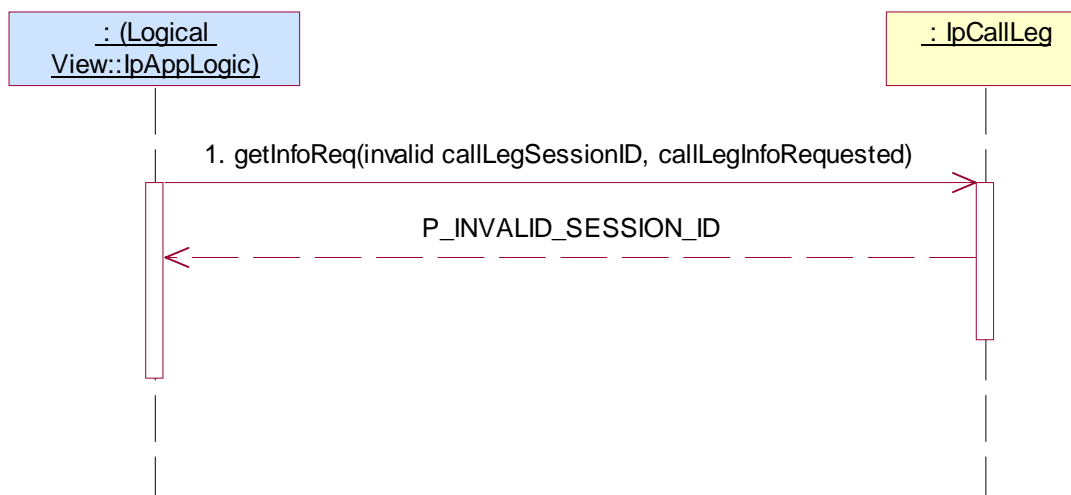 : (Logical
View::IpAppLogic)
: IpCallLeg
1. getInfoReq(invalid callLegSessionID, callLegInfoRequested)
P_INVALID_SESSION_ID